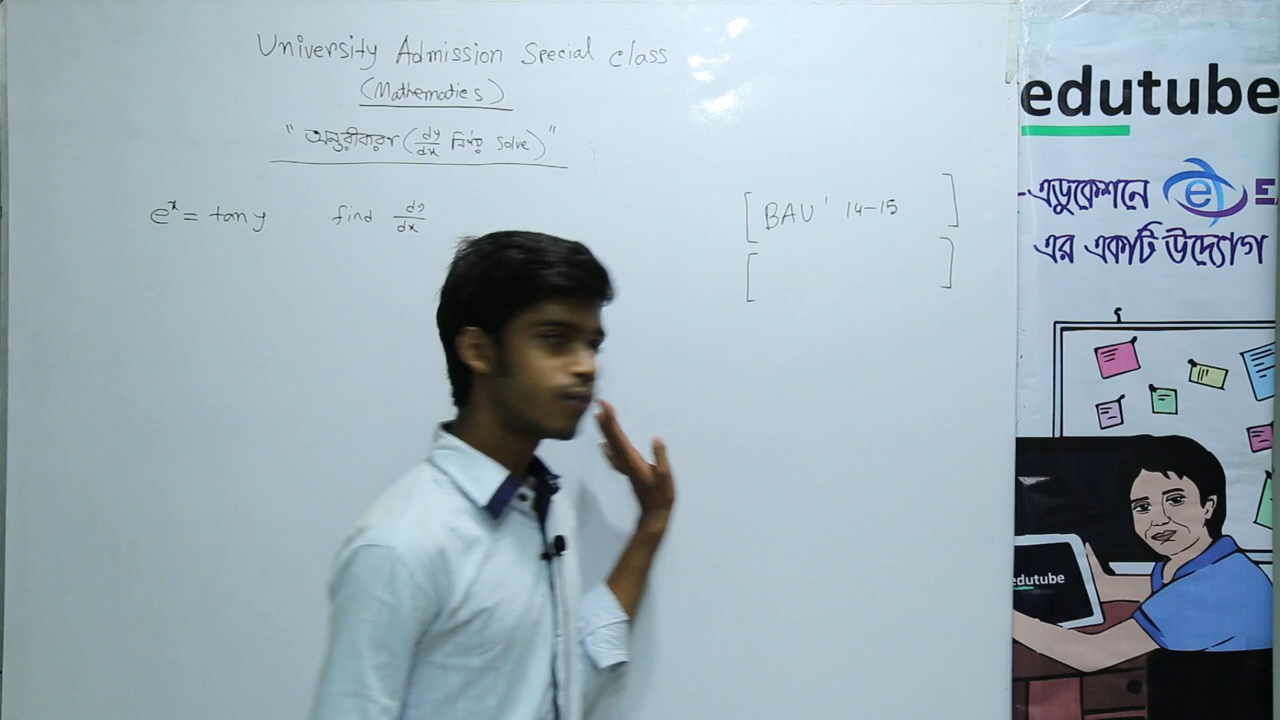 University Admission Special class
(Mathematics)
"অন্তরীকরণ (dy/dx নির্ণয় Solve)"
e^x = tan y find dy/dx
[BAU' 14-15]
[ ]
edutube
-এডুকেশনে e E
এর একটি উদ্যোগ
edutube